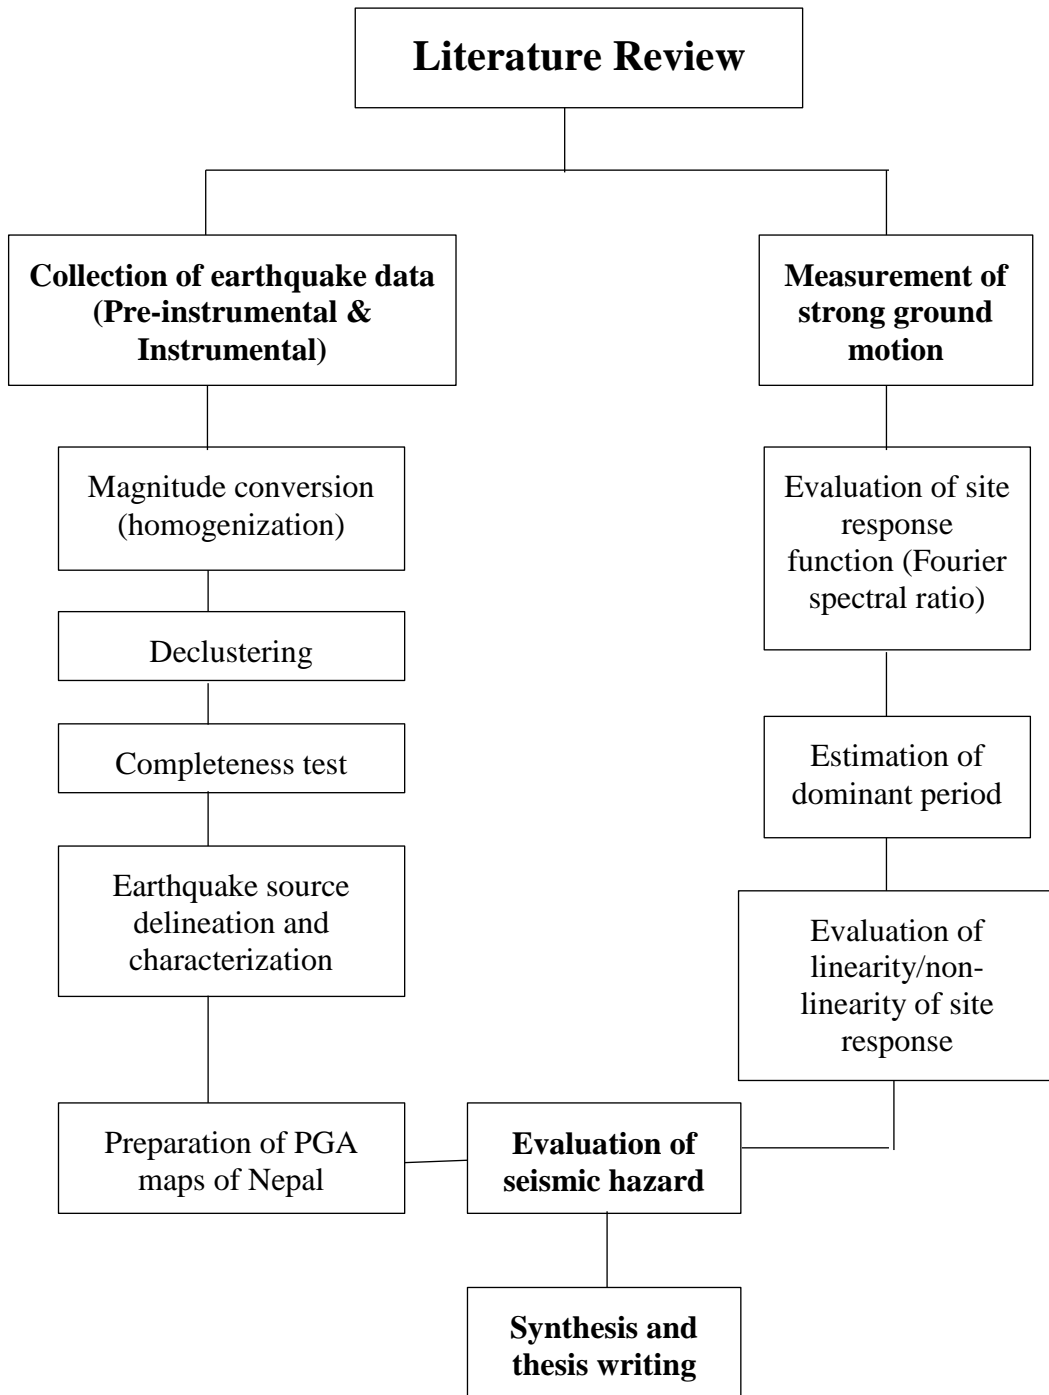 Literature Review
Collection of earthquake data
(Pre-instrumental &
Instrumental)
Magnitude conversion
(homogenization)
Declustering
Completeness test
Earthquake source
delineation and
characterization
Preparation of PGA
maps of Nepal
Measurement of
strong ground
motion
Evaluation of site
response
function (Fourier
spectral ratio)
Estimation of
dominant period
Evaluation of
linearity/non-
linearity of site
response
Evaluation of
seismic hazard
Synthesis and
thesis writing